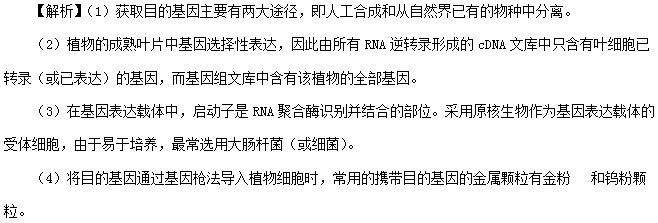 【解析】(1)获取目的基因主要有两大途径，即人工合成和从自然界已有的物种中分离。
(2)植物的成熟叶片中基因选择性表达，因此由所有 RNA 逆转录形成的 cDNA 文库中只含有叶细胞已
转录（或已表达）的基因，而基因组文库中含有该植物的全部基因。
(3)在基因表达载体中，启动子是 RNA 聚合酶识别并结合的部位。采用原核生物作为基因表达载体的
受体细胞，由于易于培养，最常选用大肠杆菌（或细菌）。
(4)将目的基因通过基因枪法导入植物细胞时，常用的携带目的基因的金属颗粒有金粉 和钨粉颗
粒。